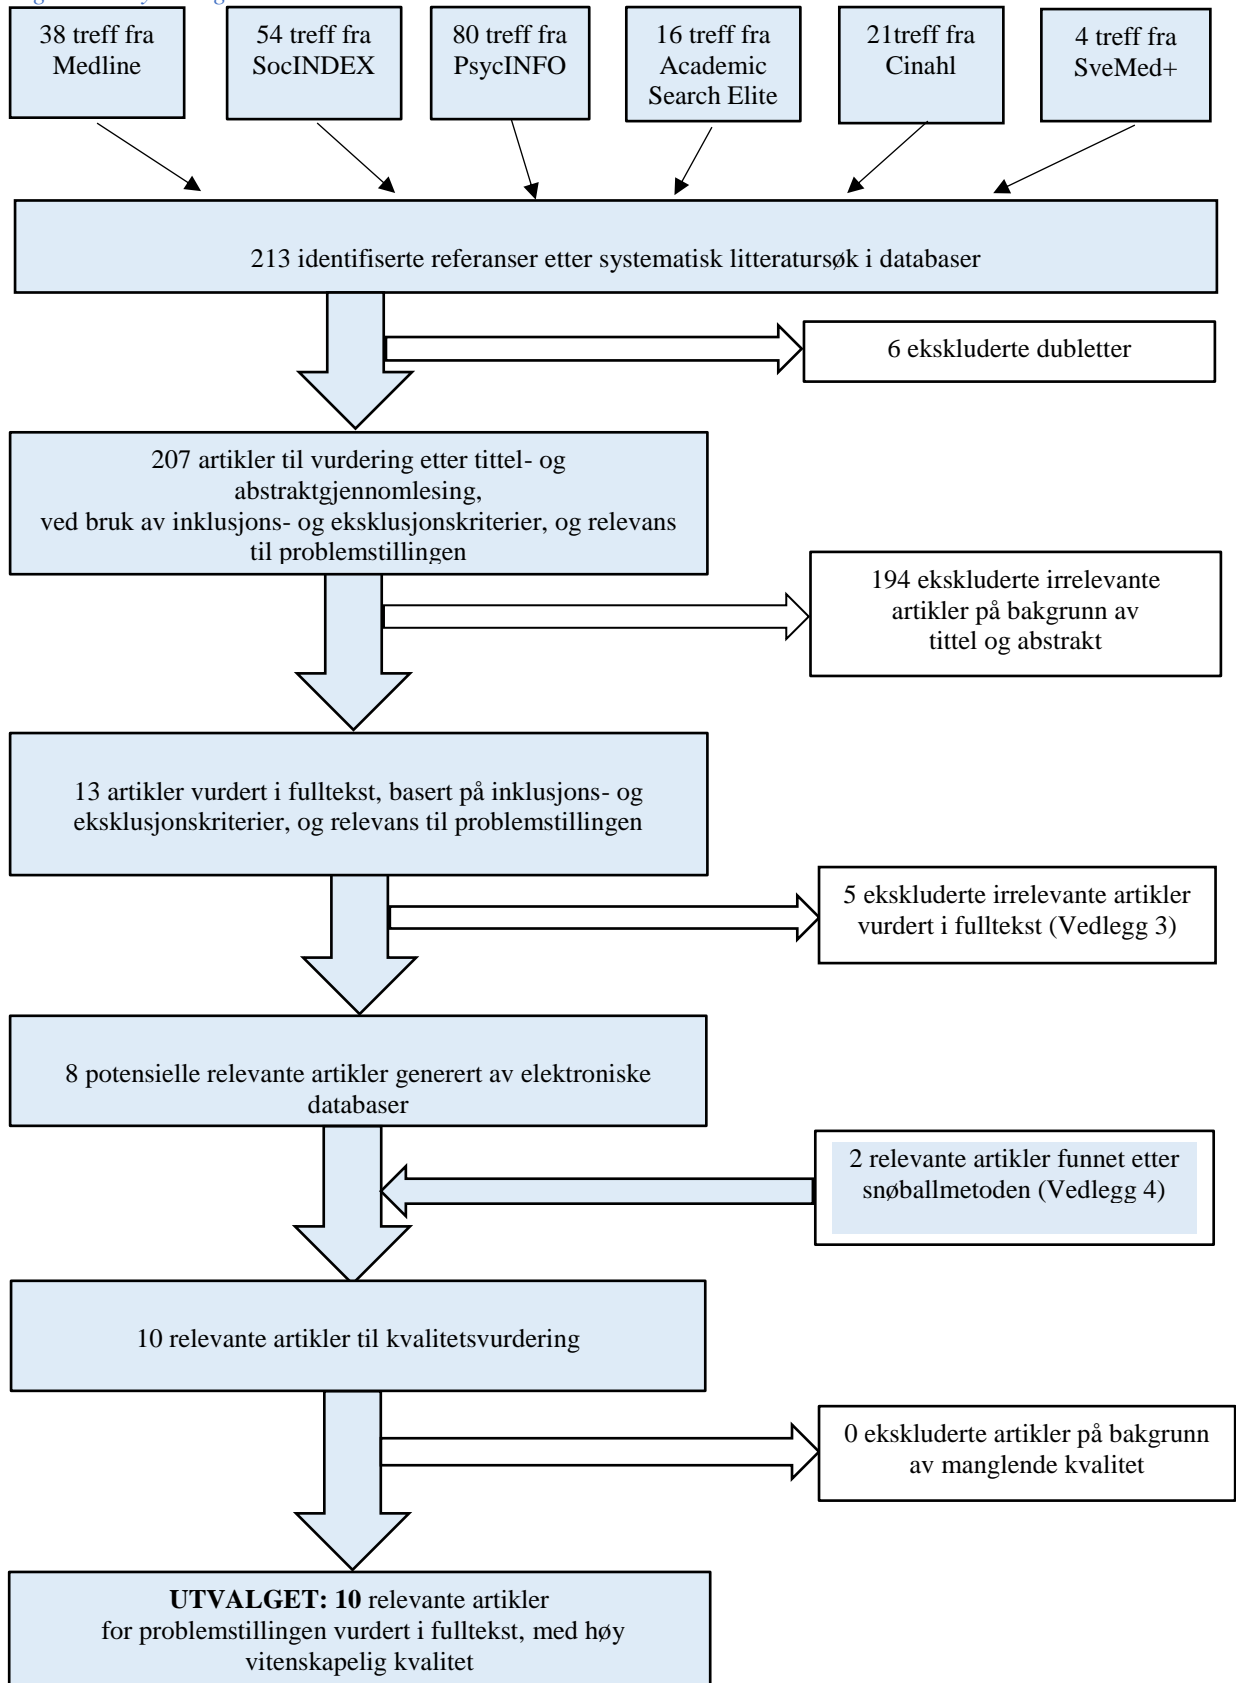 38 treff fra
Medline
54 treff fra
SocINDEX
80 treff fra
PsycINFO
16 treff fra
Academic
Search Elite
21treff fra
Cinahl
4 treff fra
SveMed+
213 identifiserte referanser etter systematisk litteratursøk i databaser
6 ekskluderte dubletter
207 artikler til vurdering etter tittel- og
abstraktgjennomlesing,
ved bruk av inklusjons- og eksklusjonskriterier, og relevans
til problemstillingen
194 ekskluderte irrelevante
artikler på bakgrunn av
tittel og abstrakt
13 artikler vurdert i fulltekst, basert på inklusjons- og
eksklusjonskriterier, og relevans til problemstillingen
5 ekskluderte irrelevante artikler
vurdert i fulltekst (Vedlegg 3)
8 potensielle relevante artikler generert av elektroniske
databaser
2 relevante artikler funnet etter
snøballmetoden (Vedlegg 4)
10 relevante artikler til kvalitetsvurdering
0 ekskluderte artikler på bakgrunn
av manglende kvalitet
UTVALGET: 10 relevante artikler
for problemstillingen vurdert i fulltekst, med høy
vitenskapelig kvalitet